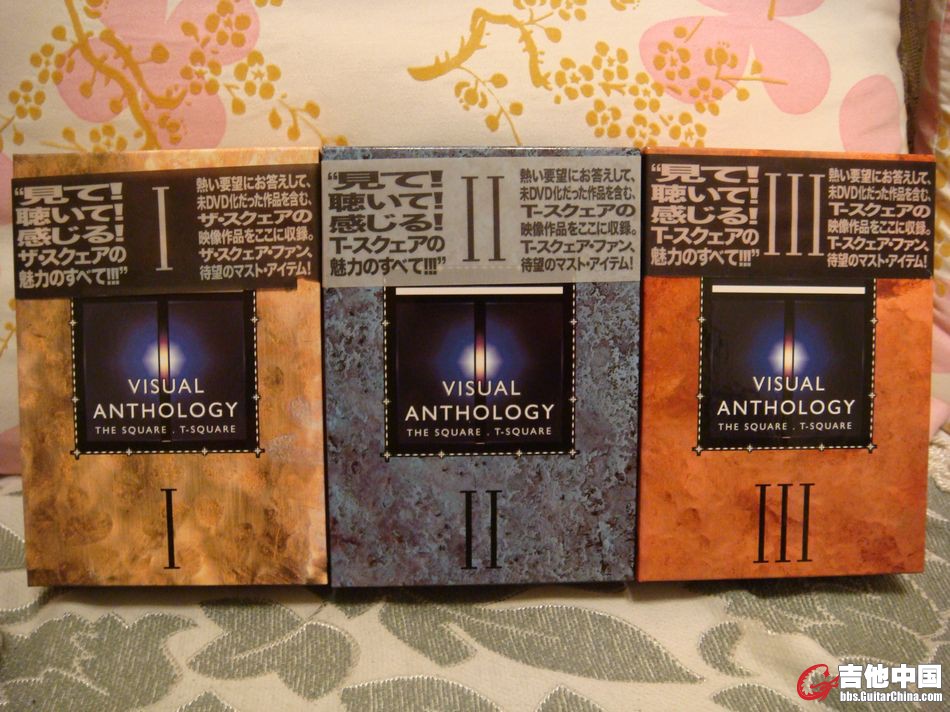 “見て!
聴いて!
感じる!
ザ・スクェアの
魅力のすべて!!!”
I
熱い要望にお答えして、
未DVD化だった作品を含む、
ザ・スクェアの
映像作品をここに収録。
ザ・スクェア・ファン、
待望のマスト・アイテム!
VISUAL
ANTHOLOGY
THE SQUARE . T-SQUARE
I
“見て!
聴いて!
感じる!
T-スクェアの
魅力のすべて!!!”
II
熱い要望にお答えして、
未DVD化だった作品を含む、
T-スクェアの
映像作品をここに収録。
T-スクェア・ファン、
待望のマスト・アイテム!
VISUAL
ANTHOLOGY
THE SQUARE . T-SQUARE
II
“見て!
聴いて!
感じる!
T-スクェアの
魅力のすべて!!!”
III
熱い要望にお答えして、
未DVD化だった作品を含む、
T-スクェアの
映像作品をここに収録。
T-スクェア・ファン、
待望のマスト・アイテム!
VISUAL
ANTHOLOGY
THE SQUARE . T-SQUARE
III
吉他中国
bbs.GuitarChina.com